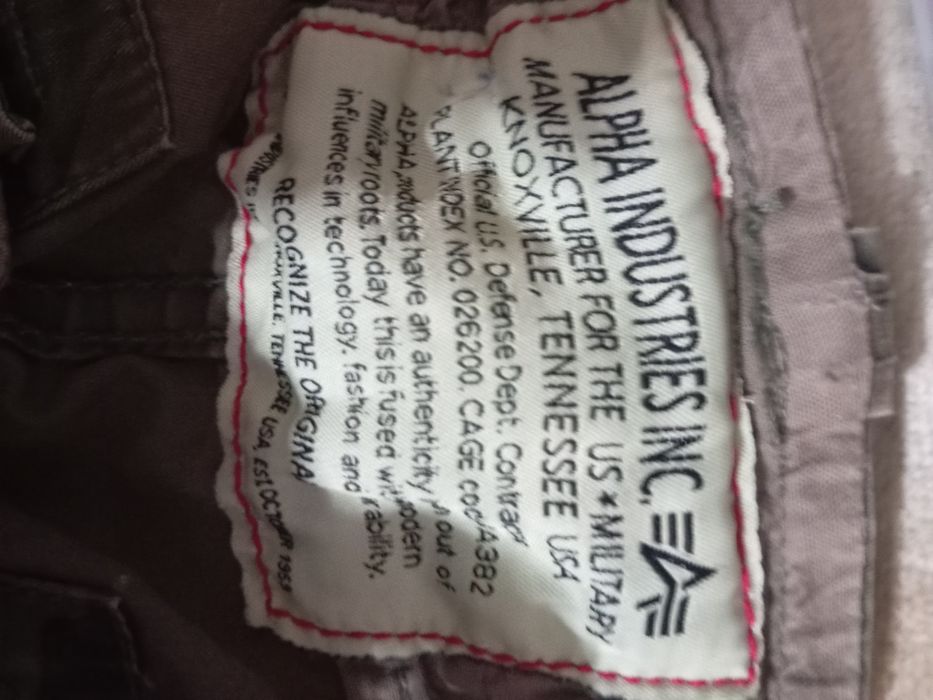 ALPHA INDUSTRIES INC.
MANUFACTURER FOR THE US ★ MILITARY
KNOXVILLE, TENNESSEE USA
Official U.S. Defense Dept. Contract
PLANT INDEX NO. 026200. CAGE code/A382
ALPHA products have an authenticity out of
military roots. Today this is fused with modern
influences in technology, fashion and
RECOGNIZE THE ORIGINAL
KNOXVILLE, TENNESSEE USA, EST OCTOBER 1959